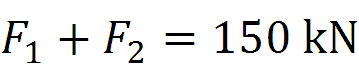 F₁ + F₂ = 150 kN